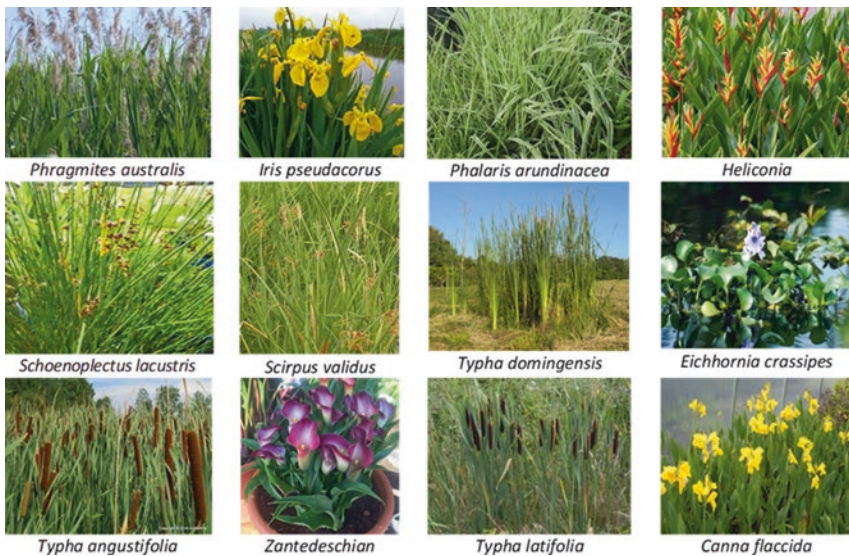 Phragmites australis
Iris pseudacorus
Phalaris arundinacea
Heliconia
Schoenoplectus lacustris
Scirpus validus
Typha domingensis
Eichhornia crassipes
Typha angustifolia
Zantedeschian
Typha latifolia
Canna flaccida